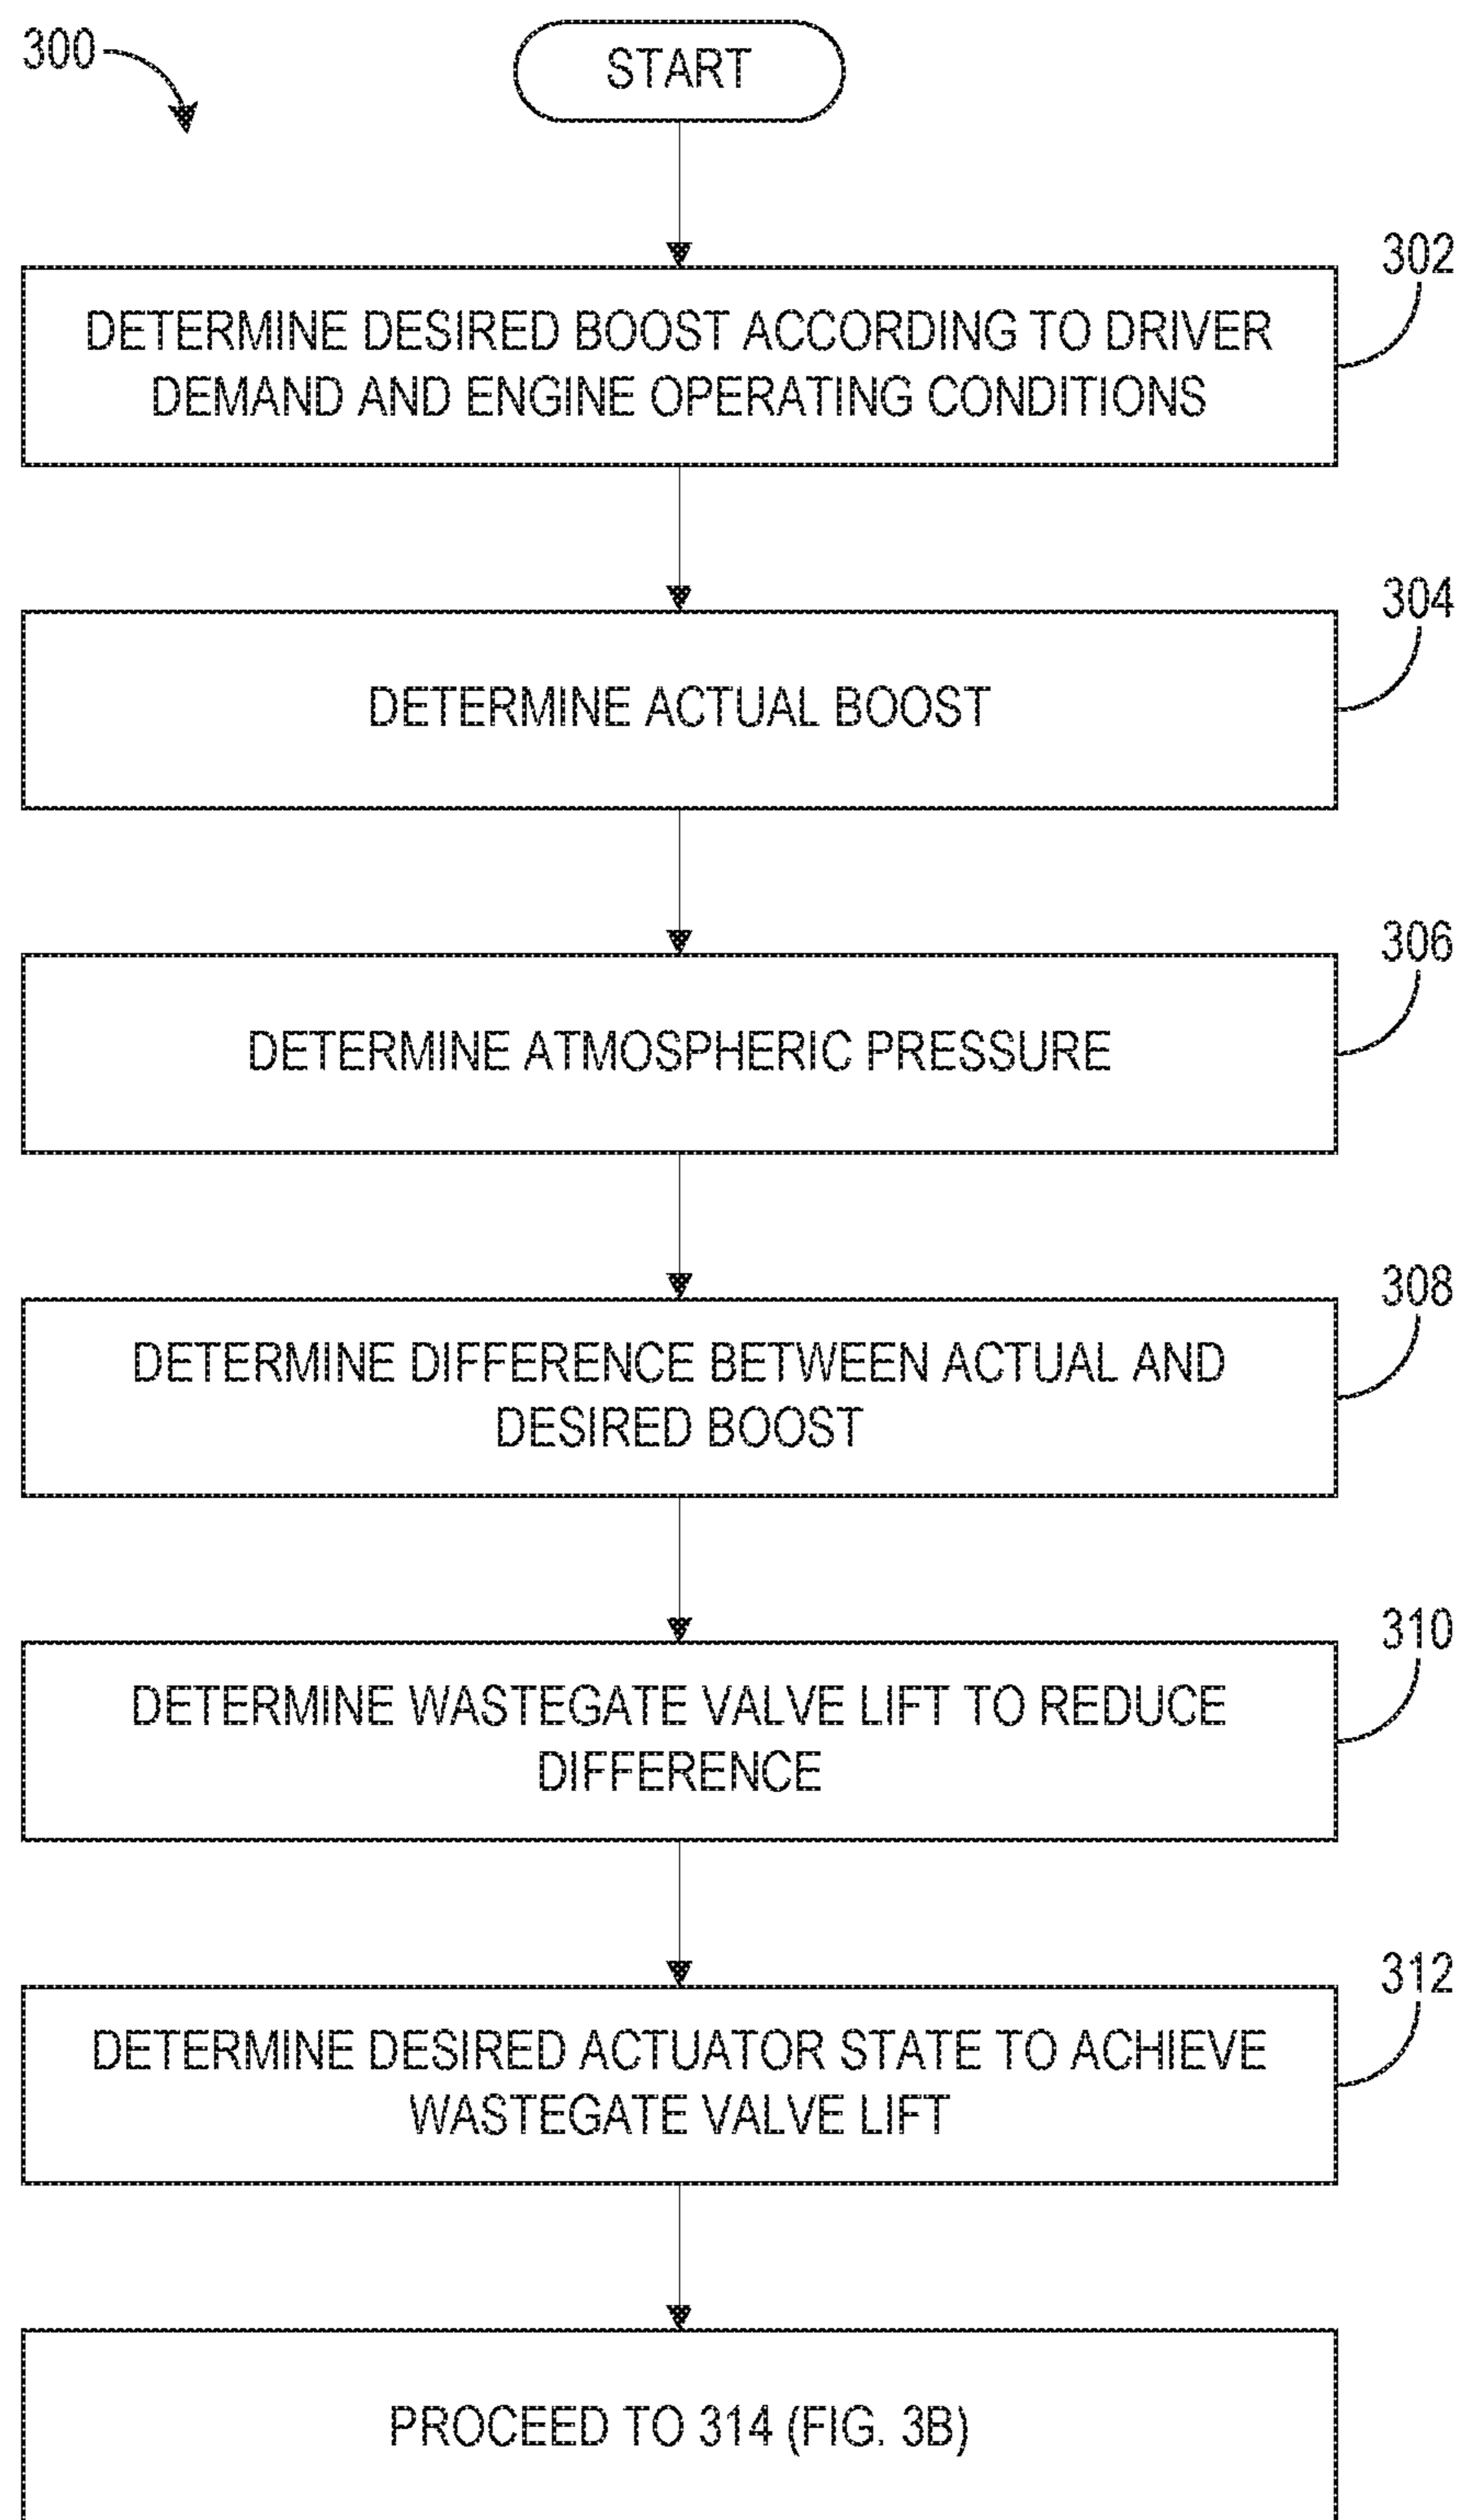 300
START
302
DETERMINE DESIRED BOOST ACCORDING TO DRIVER
DEMAND AND ENGINE OPERATING CONDITIONS
304
DETERMINE ACTUAL BOOST
306
DETERMINE ATMOSPHERIC PRESSURE
308
DETERMINE DIFFERENCE BETWEEN ACTUAL AND
DESIRED BOOST
310
DETERMINE WASTEGATE VALVE LIFT TO REDUCE
DIFFERENCE
312
DETERMINE DESIRED ACTUATOR STATE TO ACHIEVE
WASTEGATE VALVE LIFT
PROCEED TO 314 (FIG. 3B)